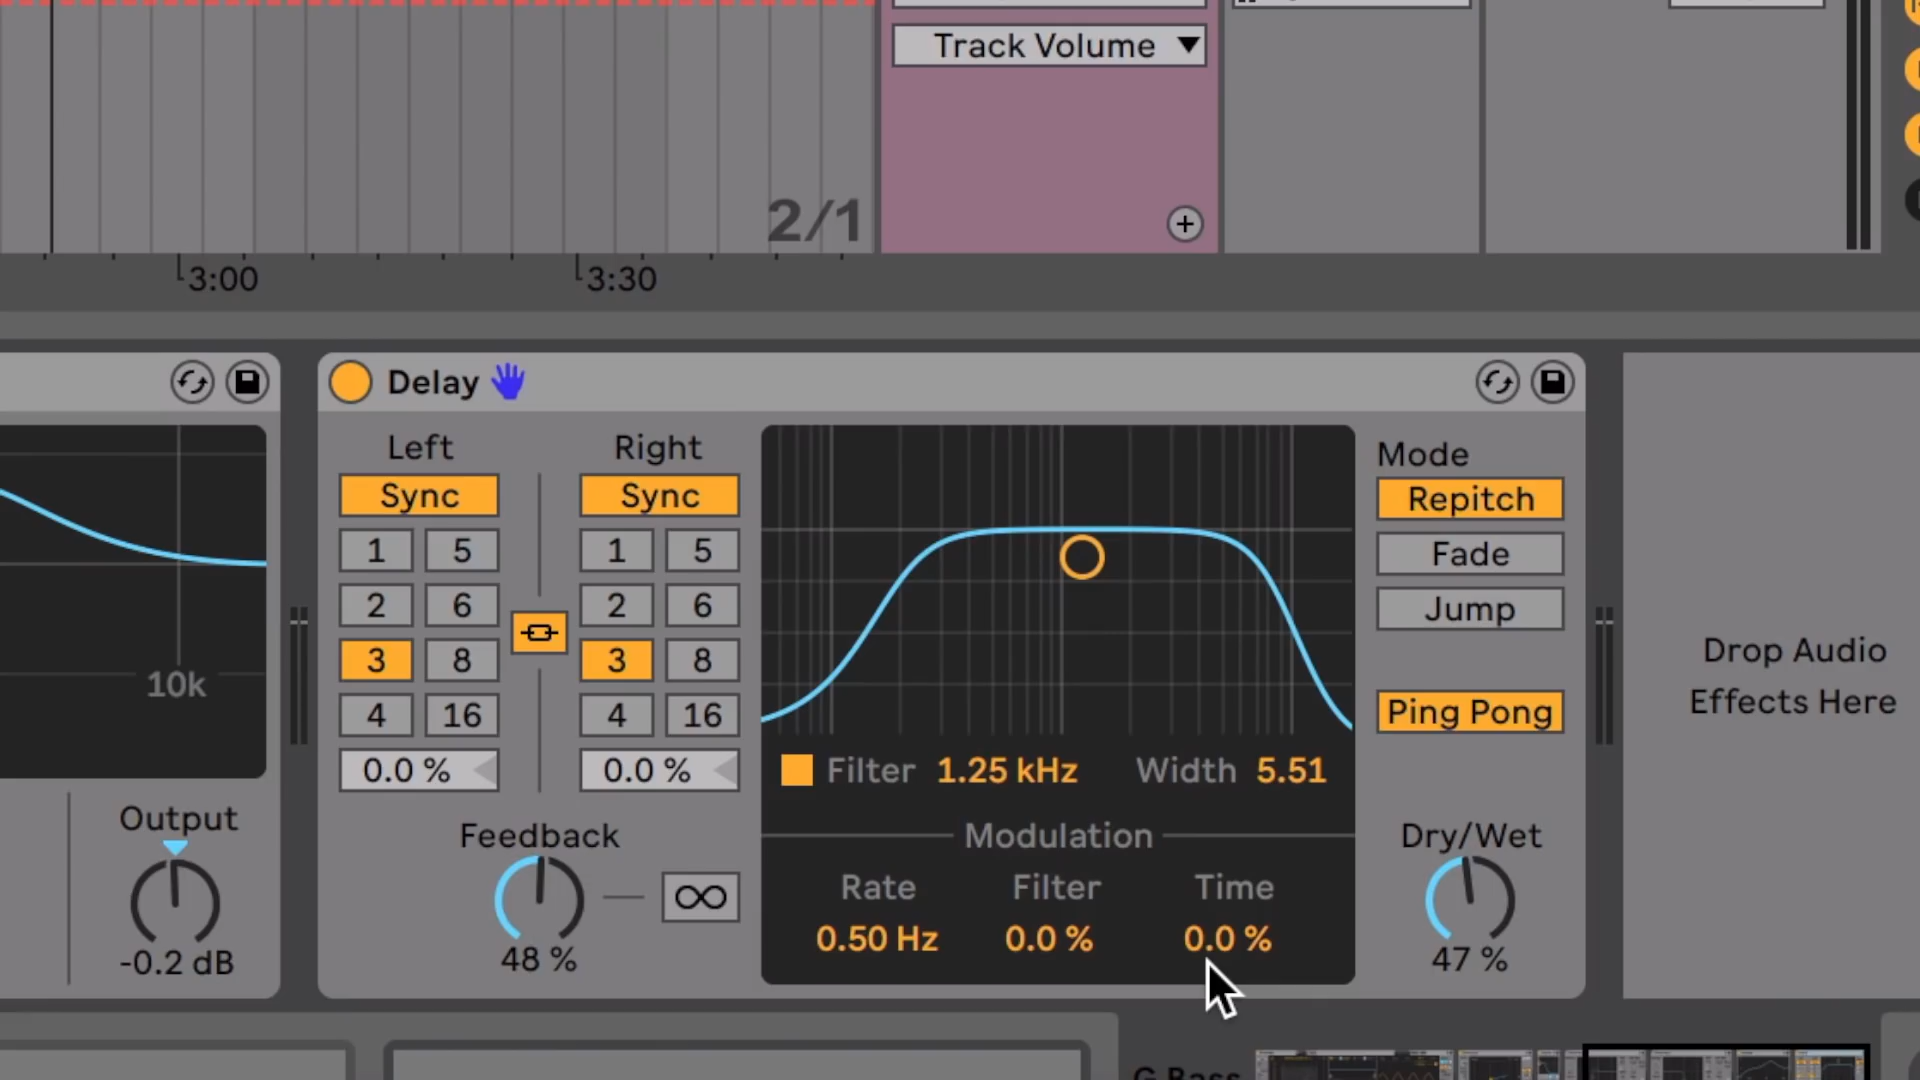 Track Volume
2/1
3:00
3:30
Delay
Left
Right
Mode
Sync
Sync
Repitch
1 5
1 5
Fade
2 6
2 6
Jump
3 8
3 8
Drop Audio
Effects Here
10k
4 16
4 16
Ping Pong
0.0 %
0.0 %
Filter 1.25 kHz
Width 5.51
Output
Feedback
Modulation
Dry/Wet
Rate
Filter
Time
0.50 Hz
0.0 %
0.0 %
-0.2 dB
48 %
47 %